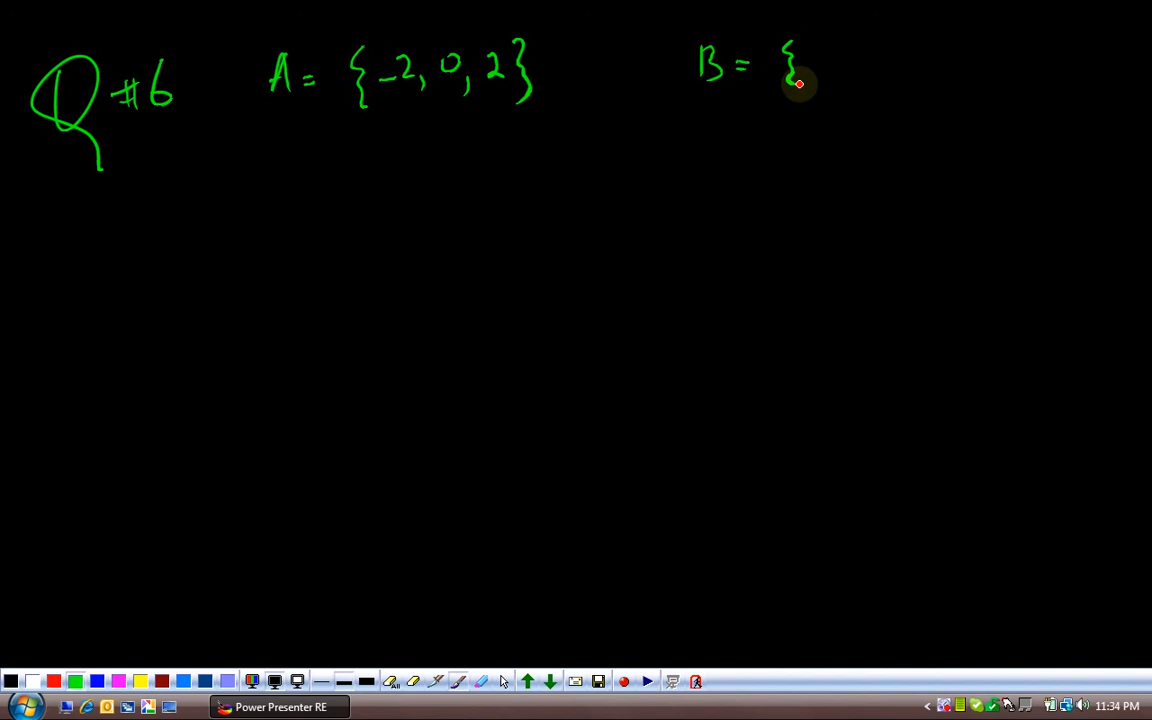 Q #6 A = {-2, 0, 2} B = {
Power Presenter RE
11:34 PM